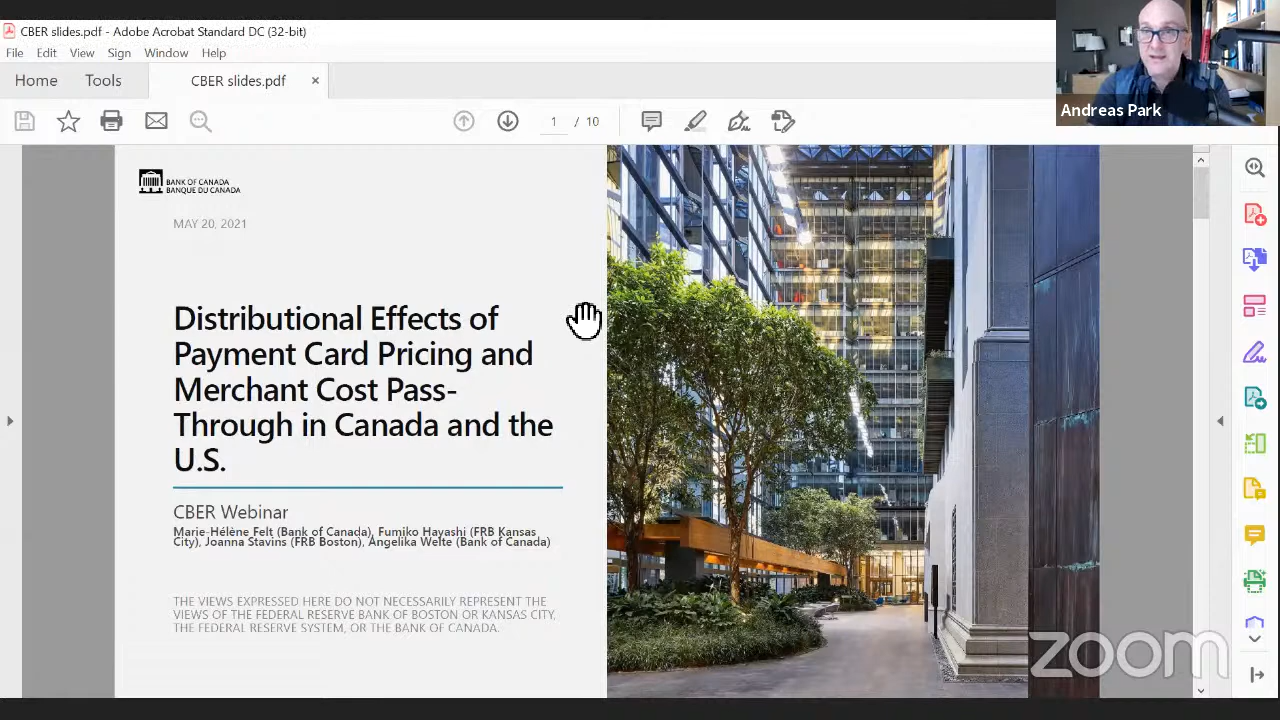 CBER slides.pdf - Adobe Acrobat Standard DC (32-bit)
File Edit View Sign Window Help
Home Tools CBER slides.pdf ×
1 / 10
Andreas Park
BANK OF CANADA
BANQUE DU CANADA
MAY 20, 2021
Distributional Effects of
Payment Card Pricing and
Merchant Cost Pass-
Through in Canada and the
U.S.
CBER Webinar
Marie-Hélène Felt (Bank of Canada), Fumiko Hayashi (FRB Kansas
City), Joanna Stavins (FRB Boston), Angelika Welte (Bank of Canada)
THE VIEWS EXPRESSED HERE DO NOT NECESSARILY REPRESENT THE
VIEWS OF THE FEDERAL RESERVE BANK OF BOSTON OR KANSAS CITY,
THE FEDERAL RESERVE SYSTEM, OR THE BANK OF CANADA.
zoom